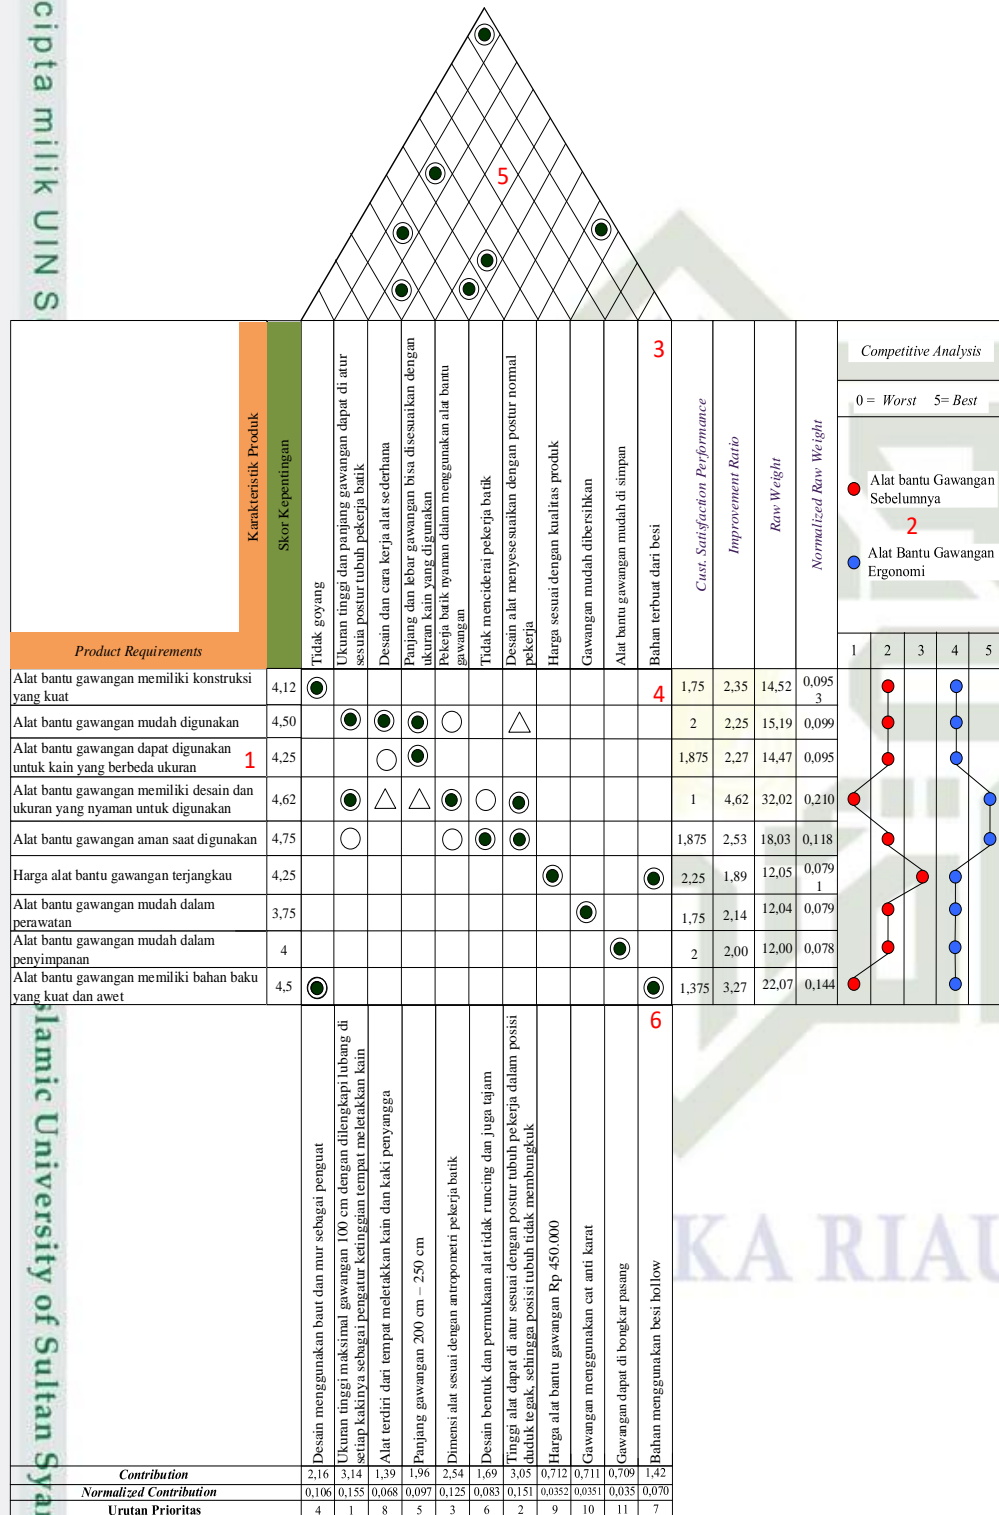 cipta milik UIN S
5
3
Karakteristik Produk
Skor Kepentingan
Tidak goyang
Ukuran tinggi dan panjang gawangan dapat di atur
sesuia postur tubuh pekerja batik
Desain dan cara kerja alat sederhana
Panjang dan lebar gawangan bisa disesuaikan dengan
ukuran kain yang digunakan
Pekerja batik nyaman dalam menggunakan alat bantu
gawangan
Tidak menciderai pekerja batik
Desain alat menyesesuaikan dengan postur normal
pekerja
Harga sesuai dengan kualitas produk
Gawangan mudah dibersihkan
Alat bantu gawangan mudah di simpan
Bahan terbuat dari besi
Cust. Satisfaction Performance
Improvement Ratio
Raw Weight
Normalized Raw Weight
Competitive Analysis
0 = Worst 5= Best
Alat bantu Gawangan
Sebelumnya
2
Alat Bantu Gawangan
Ergonomi
Product Requirements
1 2 3 4 5
Alat bantu gawangan memiliki konstruksi
yang kuat
4,12
4
1,75 2,35 14,52 0,095
3
Alat bantu gawangan mudah digunakan 4,50 2 2,25 15,19 0,099
Alat bantu gawangan dapat digunakan
untuk kain yang berbeda ukuran
1
4,25 1,875 2,27 14,47 0,095
Alat bantu gawangan memiliki desain dan
ukuran yang nyaman untuk digunakan
4,62 1 4,62 32,02 0,210
Alat bantu gawangan aman saat digunakan 4,75 1,875 2,53 18,03 0,118
Harga alat bantu gawangan terjangkau 4,25 2,25 1,89 12,05 0,079
1
Alat bantu gawangan mudah dalam
perawatan
3,75 1,75 2,14 12,04 0,079
Alat bantu gawangan mudah dalam
penyimpanan
4 2 2,00 12,00 0,078
Alat bantu gawangan memiliki bahan baku
yang kuat dan awet
4,5 1,375 3,27 22,07 0,144
6
slamic University of Sultan Syar
Desain menggunakan baut dan mur sebagai penguat
Ukuran tinggi maksimal gawangan 100 cm dengan dilengkapi lubang di
setiap kakinya sebagai pengatur ketinggian tempat meletakkan kain
Alat terdiri dari tempat meletakkan kain dan kaki penyangga
Panjang gawangan 200 cm – 250 cm
Dimensi alat sesuai dengan antropometri pekerja batik
Desain bentuk dan permukaan alat tidak runcing dan juga tajam
Tinggi alat dapat di atur sesuai dengan postur tubuh pekerja dalam posisi
duduk tegak, sehingga posisi tubuh tidak membungkuk
Harga alat bantu gawangan Rp 450.000
Gawangan menggunakan cat anti karat
Gawangan dapat di bongkar pasang
Bahan menggunakan besi hollow
KA RIAU
Contribution 2,16 3,14 1,39 1,96 2,54 1,69 3,05 0,712 0,711 0,709 1,42
Normalized Contribution 0,106 0,155 0,068 0,097 0,125 0,083 0,151 0,0352 0,0351 0,035 0,070
Urutan Prioritas 4 1 8 5 3 6 2 9 10 11 7